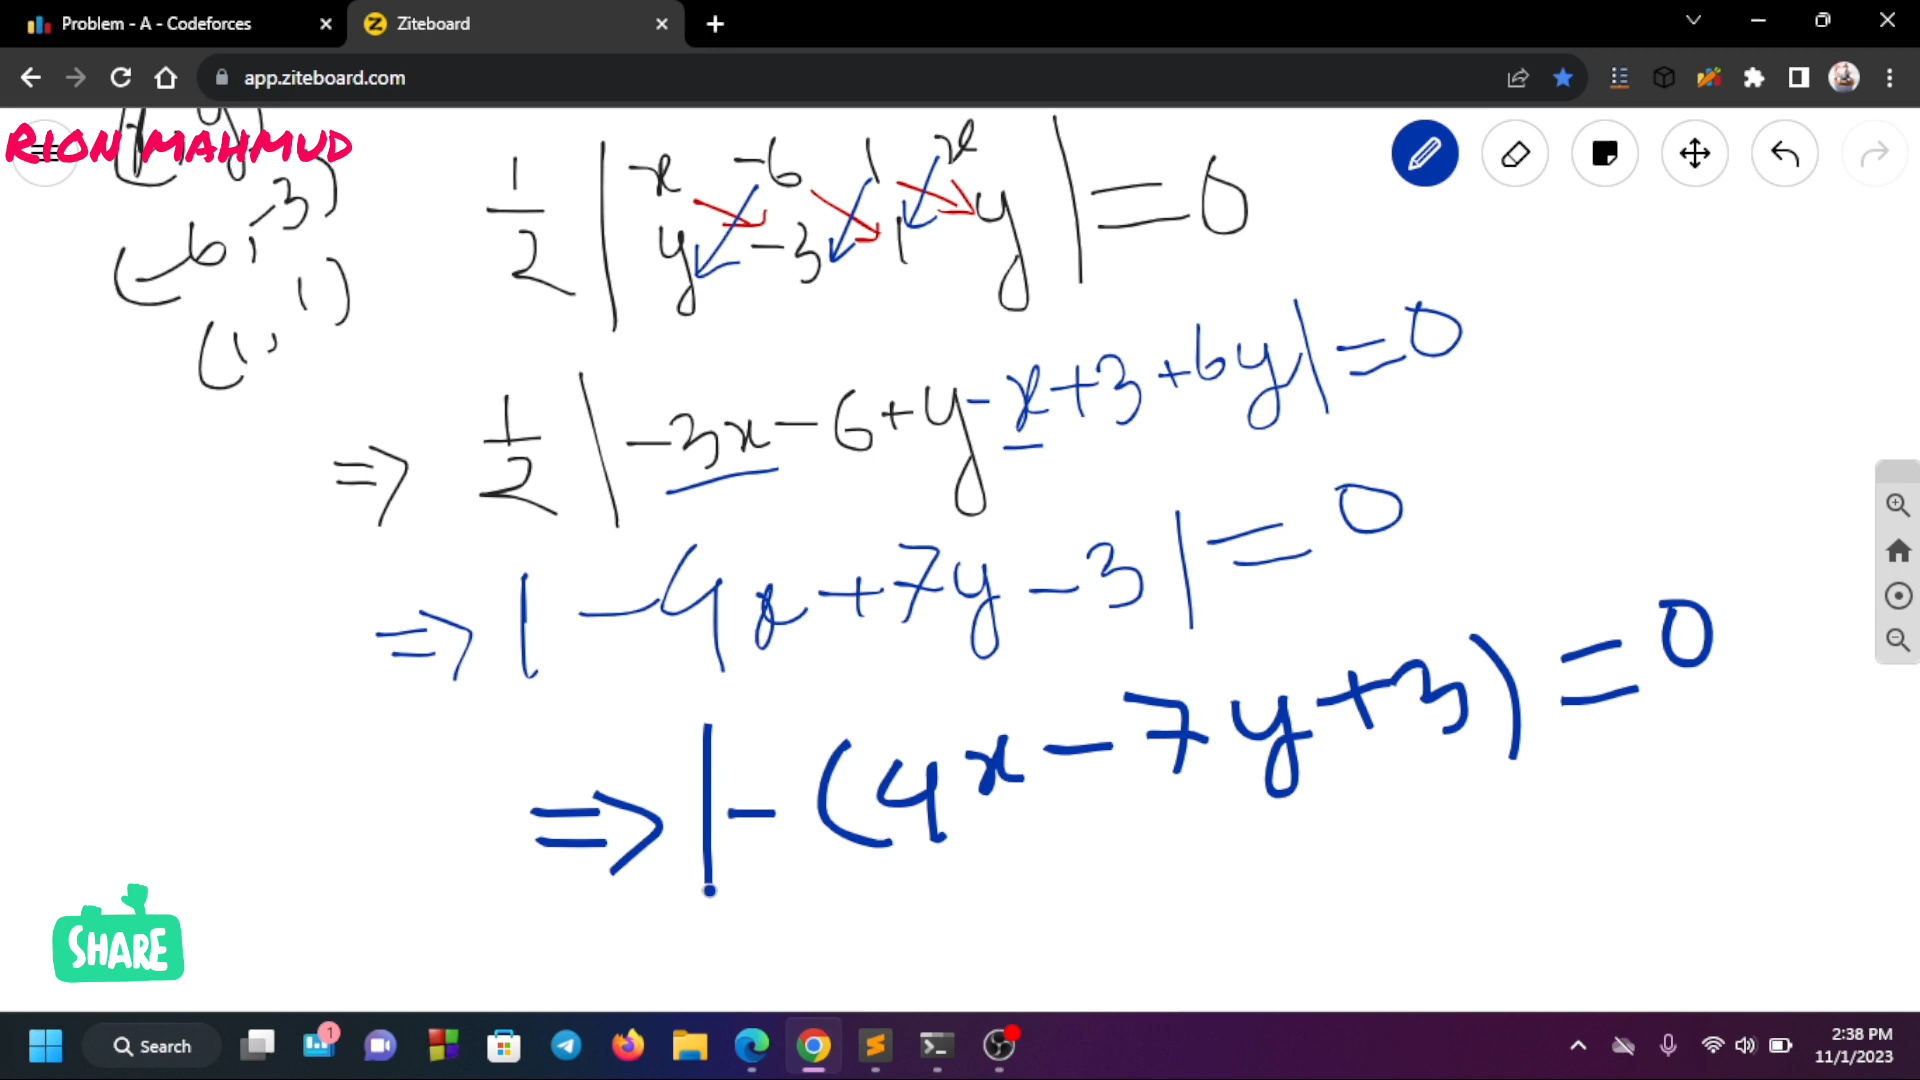 Problem - A - Codeforces
Ziteboard
app.ziteboard.com
RION MAHMUD
(-6, -3)
(1, 1)
1/2 | x -6 1 x
y -3 1 y | = 0
=> 1/2 | -3x - 6 + y - x + 3 + 6y | = 0
=> | -4x + 7y - 3 | = 0
=> | - (4x - 7y + 3) = 0
SHARE
1
Search
2:38 PM
11/1/2023